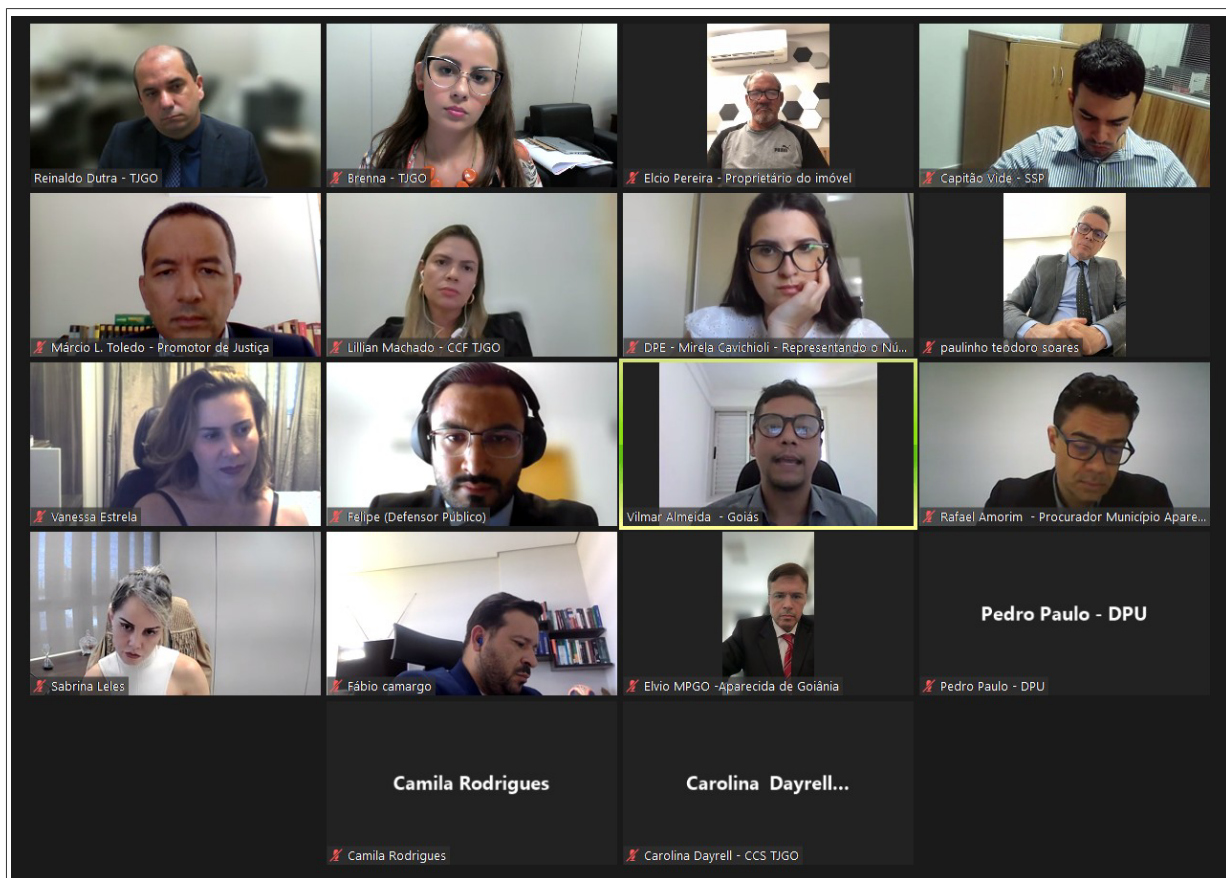 Reinaldo Dutra - TJGO
Brenna - TJGO
Elcio Pereira - Proprietário do imóvel
Capitão Vide - SSP
Márcio L. Toledo - Promotor de Justiça
Lillian Machado - CCF TJGO
DPE - Mirela Cavichioli - Representando o Nú...
paulinho teodoro soares
Vanessa Estrela
Felipe (Defensor Público)
Vilmar Almeida - Goiás
Rafael Amorim - Procurador Município Apare...
Sabrina Leles
Fábio camargo
Elvio MPGO -Aparecida de Goiânia
Pedro Paulo - DPU
Pedro Paulo - DPU
Camila Rodrigues
Carolina Dayrell...
Camila Rodrigues
Carolina Dayrell - CCS TJGO